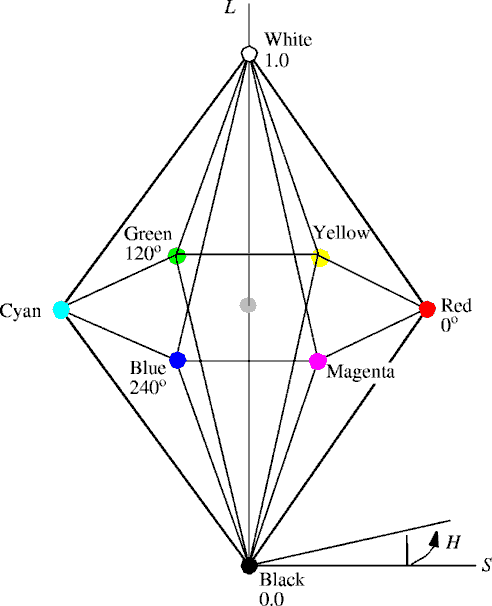 L
White
1.0
Green
120°
Yellow
Cyan
Red
0°
Blue
240°
Magenta
H
S
Black
0.0